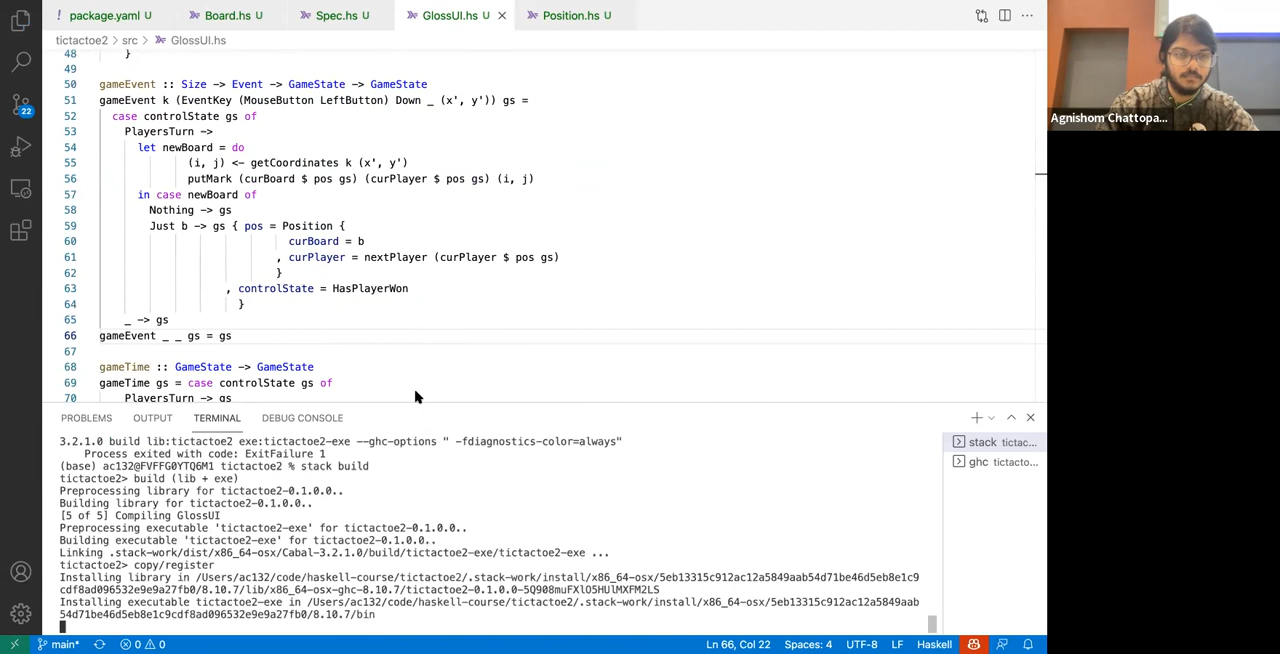 package.yaml U
Board.hs U
Spec.hs U
GlossUI.hs U
Position.hs U
tictactoe2 > src > GlossUI.hs
48 }
49
50 gameEvent :: Size -> Event -> GameState -> GameState
51 gameEvent k (EventKey (MouseButton LeftButton) Down _ (x', y')) gs =
52 case controlState gs of
53 PlayersTurn ->
54 let newBoard = do
55 (i, j) <- getCoordinates k (x', y')
56 putMark (curBoard $ pos gs) (curPlayer $ pos gs) (i, j)
57 in case newBoard of
58 Nothing -> gs
59 Just b -> gs { pos = Position {
60 curBoard = b
61 , curPlayer = nextPlayer (curPlayer $ pos gs)
62 }
63 , controlState = HasPlayerWon
64 }
65 _ -> gs
66 gameEvent _ _ gs = gs
67
68 gameTime :: GameState -> GameState
69 gameTime gs = case controlState gs of
70 PlayersTurn -> gs
PROBLEMS OUTPUT TERMINAL DEBUG CONSOLE
3.2.1.0 build lib:tictactoe2 exe:tictactoe2-exe --ghc-options " -fdiagnostics-color=always"
Process exited with code: ExitFailure 1
(base) ac132@FVFFG0YTQ6M1 tictactoe2 % stack build
tictactoe2> build (lib + exe)
Preprocessing library for tictactoe2-0.1.0.0..
Building library for tictactoe2-0.1.0.0..
[5 of 5] Compiling GlossUI
Preprocessing executable 'tictactoe2-exe' for tictactoe2-0.1.0.0..
Building executable 'tictactoe2-exe' for tictactoe2-0.1.0.0..
Linking .stack-work/dist/x86_64-osx/Cabal-3.2.1.0/build/tictactoe2-exe/tictactoe2-exe ...
tictactoe2> copy/register
Installing library in /Users/ac132/code/haskell-course/tictactoe2/.stack-work/install/x86_64-osx/5eb13315c912ac12a5849aab54d71be46d5eb8e1c9
cdf8ad096532e9e9a27fb0/8.10.7/lib/x86_64-osx-ghc-8.10.7/tictactoe2-0.1.0.0-5Q908muFXlO5HUlMXFM2LS
Installing executable tictactoe2-exe in /Users/ac132/code/haskell-course/tictactoe2/.stack-work/install/x86_64-osx/5eb13315c912ac12a5849aab
54d71be46d5eb8e1c9cdf8ad096532e9e9a27fb0/8.10.7/bin
stack tictac...
ghc tictacto...
22
main*
0 0
Ln 66, Col 22
Spaces: 4
UTF-8
LF
Haskell
Agnishom Chattopa...